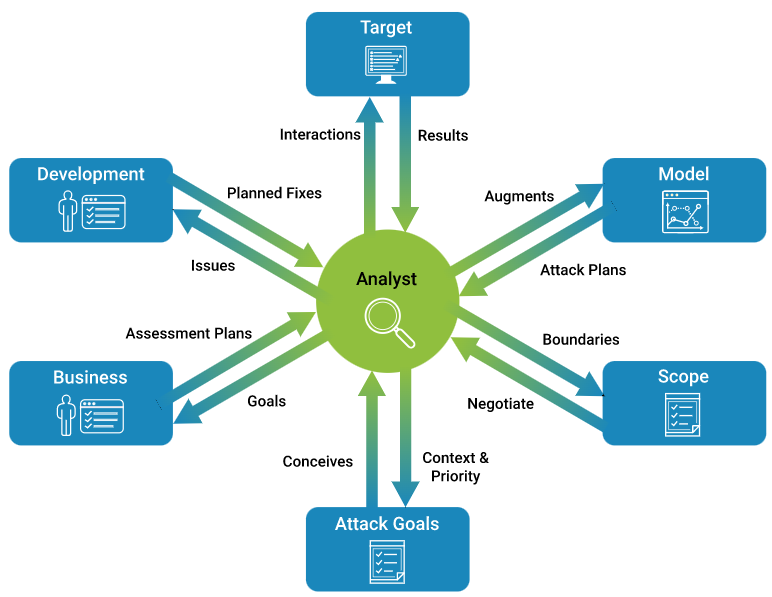 Target
Interactions
Results
Development
Model
Planned Fixes
Augments
Issues
Attack Plans
Analyst
Assessment Plans
Boundaries
Business
Scope
Goals
Negotiate
Conceives
Context &
Priority
Attack Goals